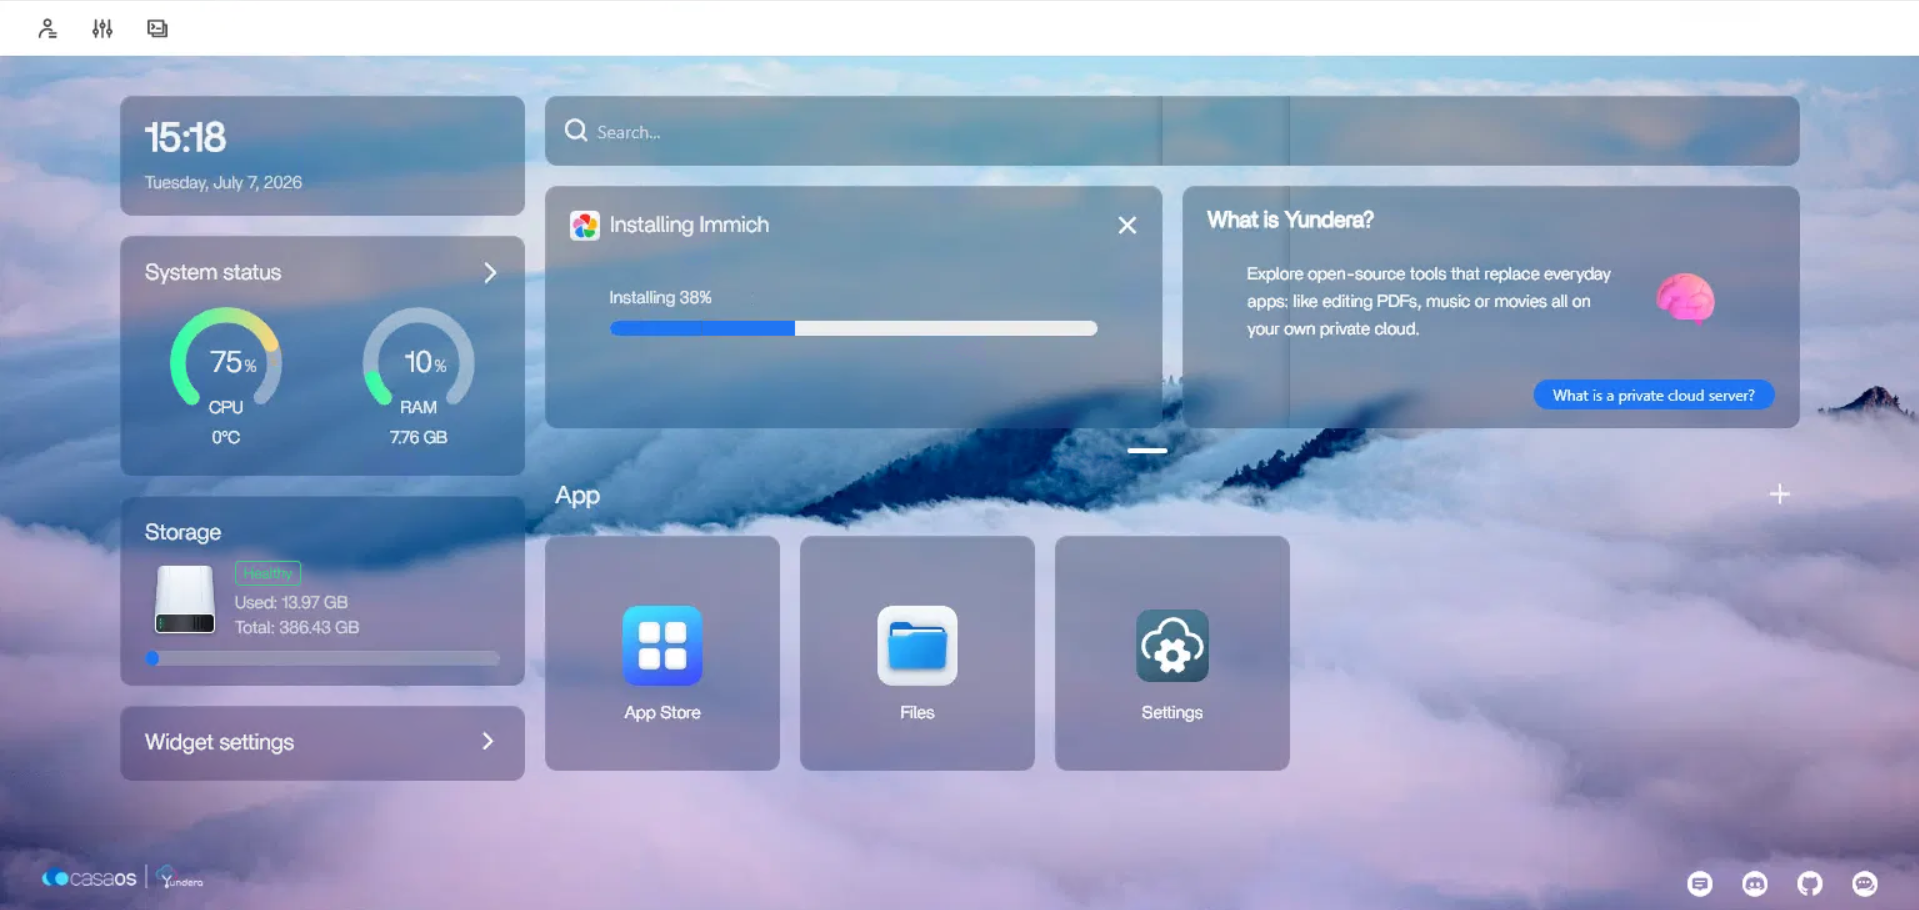 15:18
Tuesday, July 7, 2026
Search...
System status
75%
CPU
0°C
10%
RAM
7.76 GB
Installing Immich
Installing 38%
What is Yundera?
Explore open-source tools that replace everyday
apps: like editing PDFs, music or movies all on
your own private cloud.
What is a private cloud server?
Storage
Healthy
Used: 13.97 GB
Total: 386.43 GB
Widget settings
App
App Store
Files
Settings
casaos
Yundera